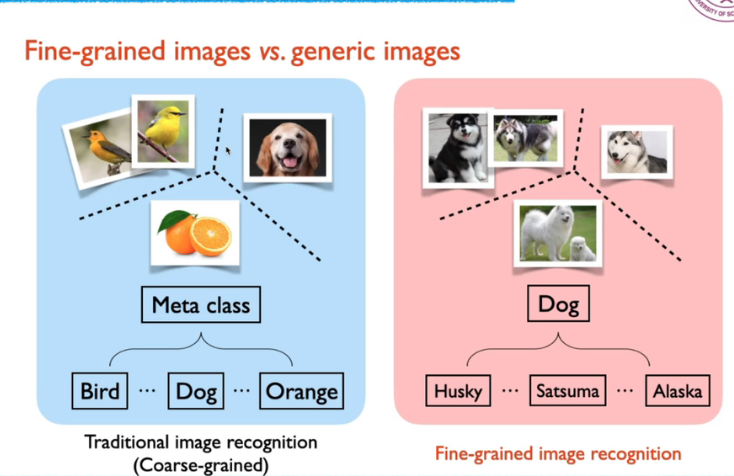 Fine-grained images vs. generic images
Meta class
Bird ... Dog ... Orange
Traditional image recognition
(Coarse-grained)
Dog
Husky ... Satsuma ... Alaska
Fine-grained image recognition